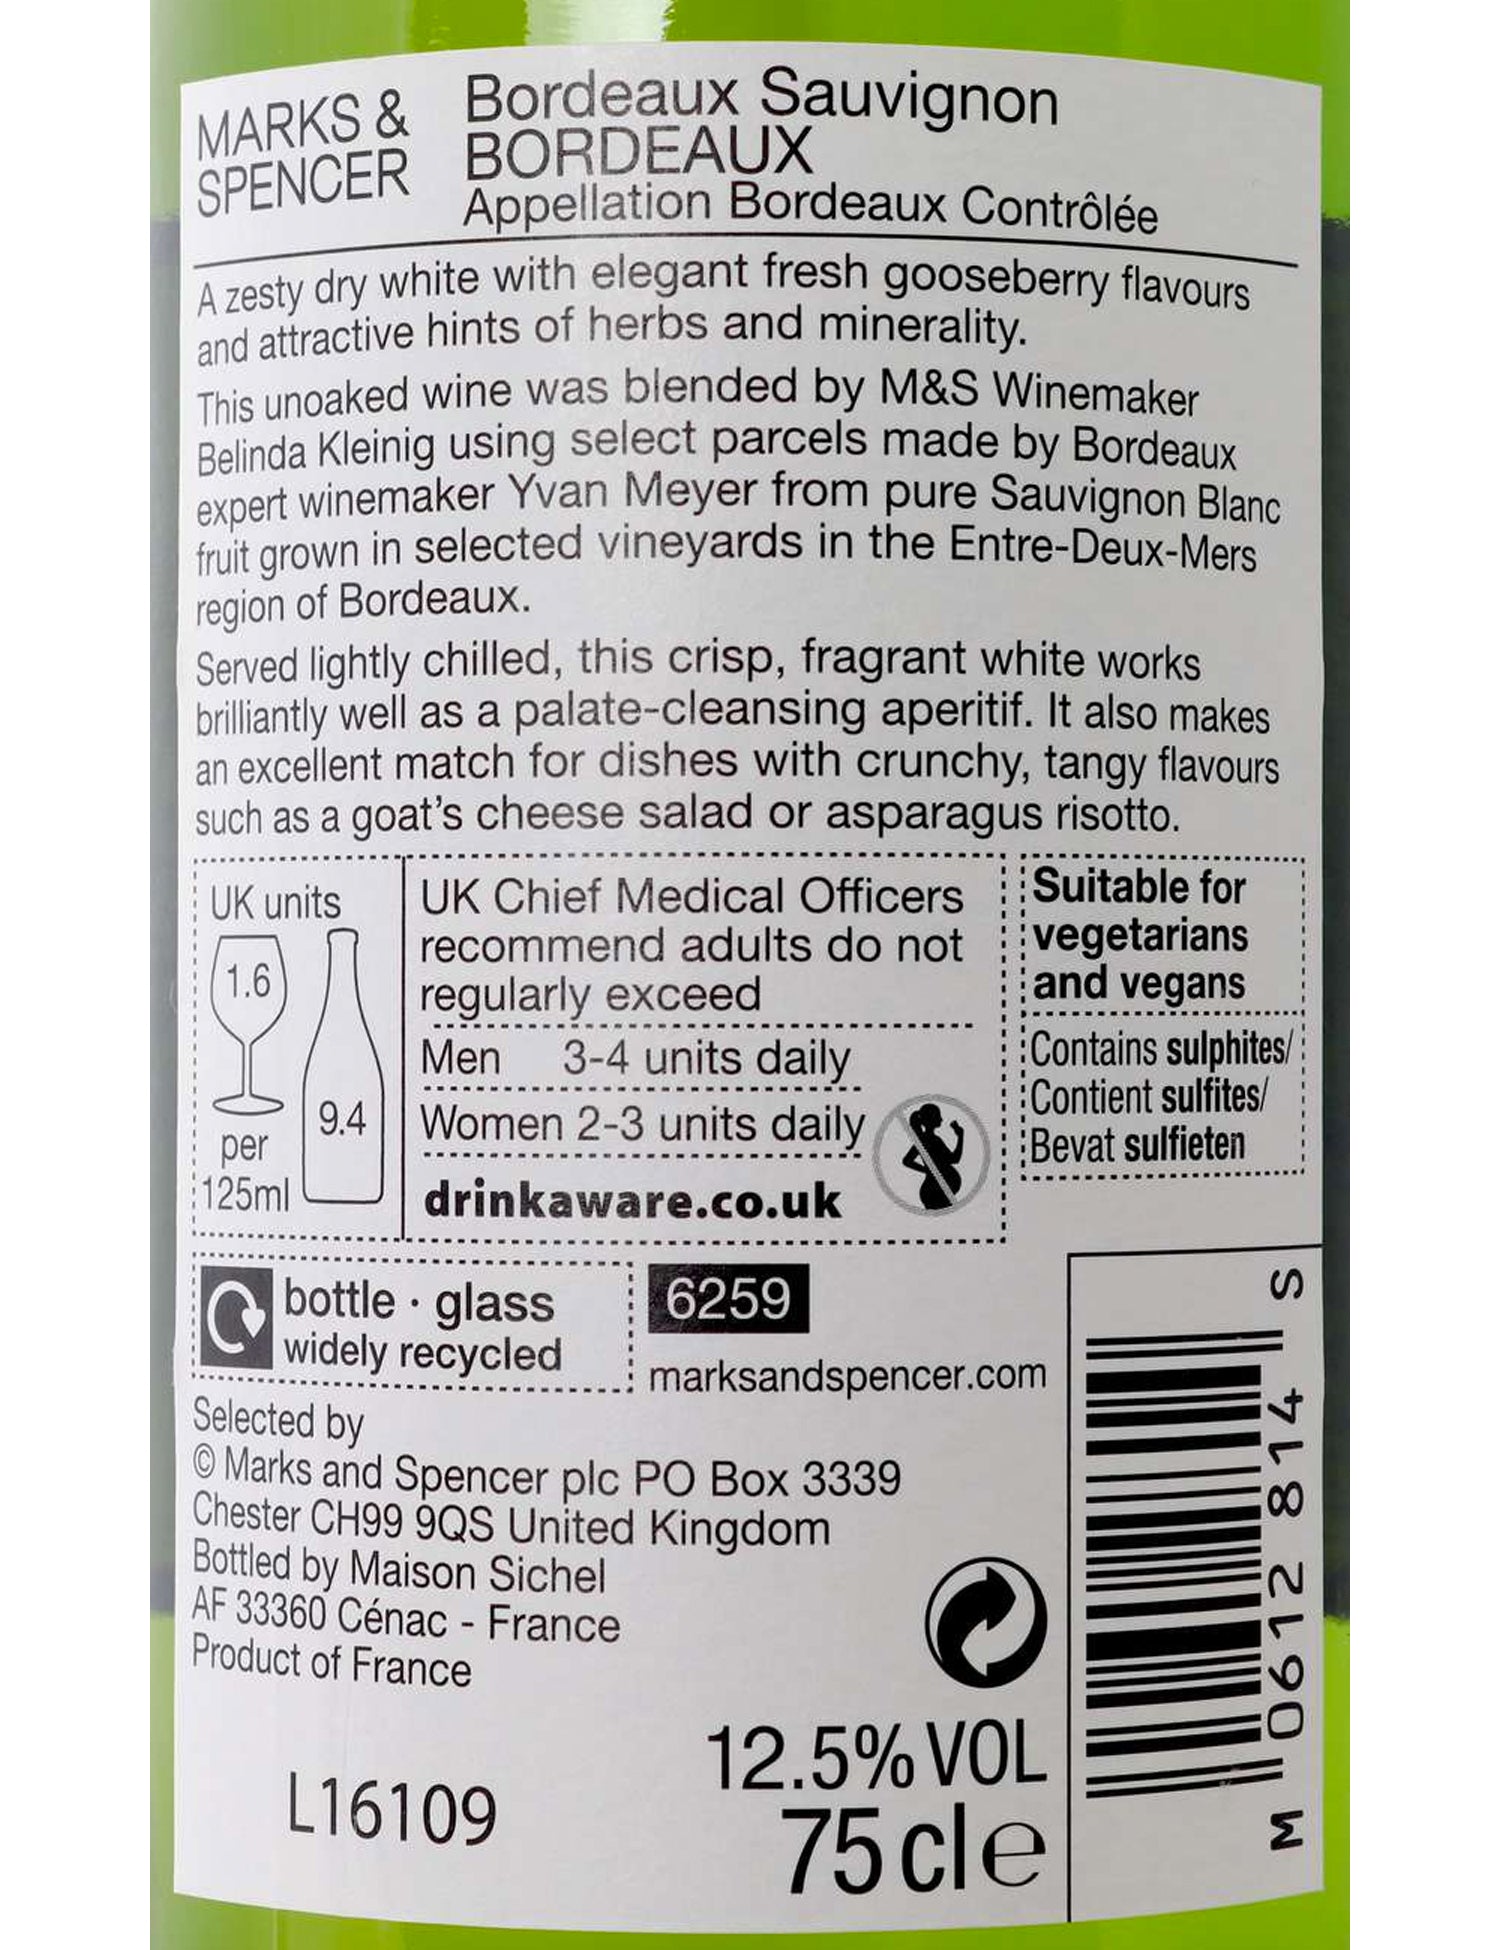 MARKS &
SPENCER
Bordeaux Sauvignon
BORDEAUX
Appellation Bordeaux Contrôlée
A zesty dry white with elegant fresh gooseberry flavours
and attractive hints of herbs and minerality.
This unoaked wine was blended by M&S Winemaker
Belinda Kleinig using select parcels made by Bordeaux
expert winemaker Yvan Meyer from pure Sauvignon Blanc
fruit grown in selected vineyards in the Entre-Deux-Mers
region of Bordeaux.
Served lightly chilled, this crisp, fragrant white works
brilliantly well as a palate-cleansing aperitif. It also makes
an excellent match for dishes with crunchy, tangy flavours
such as a goat's cheese salad or asparagus risotto.
UK units
1.6
9.4
per
125ml
UK Chief Medical Officers
recommend adults do not
regularly exceed
Men 3-4 units daily
Women 2-3 units daily
drinkaware.co.uk
Suitable for
vegetarians
and vegans
Contains sulphites/
Contient sulfites/
Bevat sulfieten
bottle · glass
widely recycled
6259
marksandspencer.com
Selected by
© Marks and Spencer plc PO Box 3339
Chester CH99 9QS United Kingdom
Bottled by Maison Sichel
AF 33360 Cénac - France
Product of France
L16109
12.5% VOL
75 cl e
M 0612 814 S